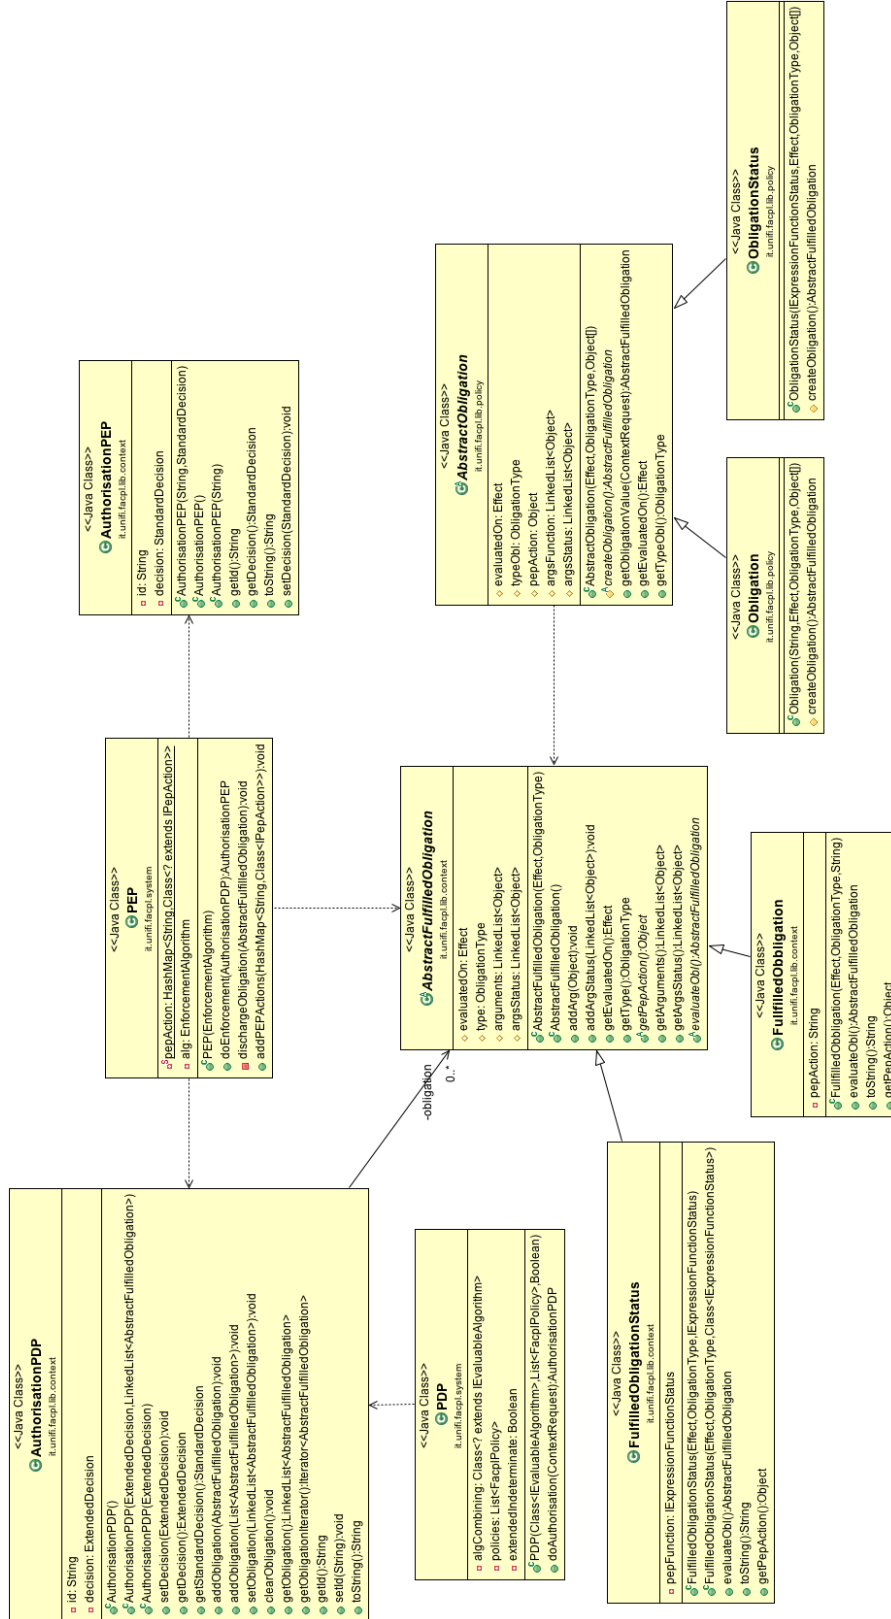 <<Java Class>>
AuthorisationPDP
it.unifi.facpl.lib.context
id: String
decision: ExtendedDecision
AuthorisationPDP()
AuthorisationPDP(ExtendedDecision,LinkedList<AbstractFulfilledObligation>)
AuthorisationPDP(ExtendedDecision)
setDecision(ExtendedDecision):void
getDecision():ExtendedDecision
getStandardDecision():StandardDecision
addObligation(AbstractFulfilledObligation):void
addObligation(List<AbstractFulfilledObligation>):void
setObligation(LinkedList<AbstractFulfilledObligation>):void
clearObligation():void
getObligation():LinkedList<AbstractFulfilledObligation>
getObligationIterator():Iterator<AbstractFulfilledObligation>
getId():String
setId(String):void
toString():String
<<Java Class>>
PEP
it.unifi.facpl.system
pepAction: HashMap<String,Class<? extends IPepAction>>
alg: EnforcementAlgorithm
PEP(EnforcementAlgorithm)
doEnforcement(AuthorisationPDP):AuthorisationPEP
dischargeObligation(AbstractFulfilledObligation):void
addPEPActions(HashMap<String,Class<IPepAction>>):void
<<Java Class>>
AuthorisationPEP
it.unifi.facpl.lib.context
id: String
decision: StandardDecision
AuthorisationPEP(String,StandardDecision)
AuthorisationPEP()
AuthorisationPEP(String)
getId():String
getDecision():StandardDecision
toString():String
setDecision(StandardDecision):void
-obligation
0..*
<<Java Class>>
PDP
it.unifi.facpl.system
algCombining: Class<? extends IEvaluableAlgorithm>
policies: List<FacplPolicy>
extendedIndeterminate: Boolean
PDP(Class<IEvaluableAlgorithm>,List<FacplPolicy>,Boolean)
doAuthorisation(ContextRequest):AuthorisationPDP
<<Java Class>>
AbstractFulfilledObligation
it.unifi.facpl.lib.context
evaluatedOn: Effect
type: ObligationType
arguments: LinkedList<Object>
argsStatus: LinkedList<Object>
AbstractFulfilledObligation(Effect,ObligationType)
AbstractFulfilledObligation()
addArg(Object):void
addArgStatus(LinkedList<Object>):void
getEvaluatedOn():Effect
getType():ObligationType
getPepAction():Object
getArguments():LinkedList<Object>
getArgsStatus():LinkedList<Object>
evaluateObl():AbstractFulfilledObligation
<<Java Class>>
AbstractObligation
it.unifi.facpl.lib.policy
evaluatedOn: Effect
typeObl: ObligationType
pepAction: Object
argsFunction: LinkedList<Object>
argsStatus: LinkedList<Object>
AbstractObligation(Effect,ObligationType,Object[])
createObligation():AbstractFulfilledObligation
getObligationValue(ContextRequest):AbstractFulfilledObligation
getEvaluatedOn():Effect
getTypeObl():ObligationType
<<Java Class>>
FulfilledObligationStatus
it.unifi.facpl.lib.context
pepFunction: IExpressionFunctionStatus
FulfilledObligationStatus(Effect,ObligationType,IExpressionFunctionStatus)
FulfilledObligationStatus(Effect,ObligationType,Class<IExpressionFunctionStatus>)
evaluateObl():AbstractFulfilledObligation
toString():String
getPepAction():Object
<<Java Class>>
FullfilledObbligation
it.unifi.facpl.lib.context
pepAction: String
FullfilledObbligation(Effect,ObligationType,String)
evaluateObl():AbstractFulfilledObligation
toString():String
getPepAction():Object
<<Java Class>>
Obligation
it.unifi.facpl.lib.policy
Obligation(String,Effect,ObligationType,Object[])
createObligation():AbstractFulfilledObligation
<<Java Class>>
ObligationStatus
it.unifi.facpl.lib.policy
ObligationStatus(IExpressionFunctionStatus,Effect,ObligationType,Object[])
createObligation():AbstractFulfilledObligation